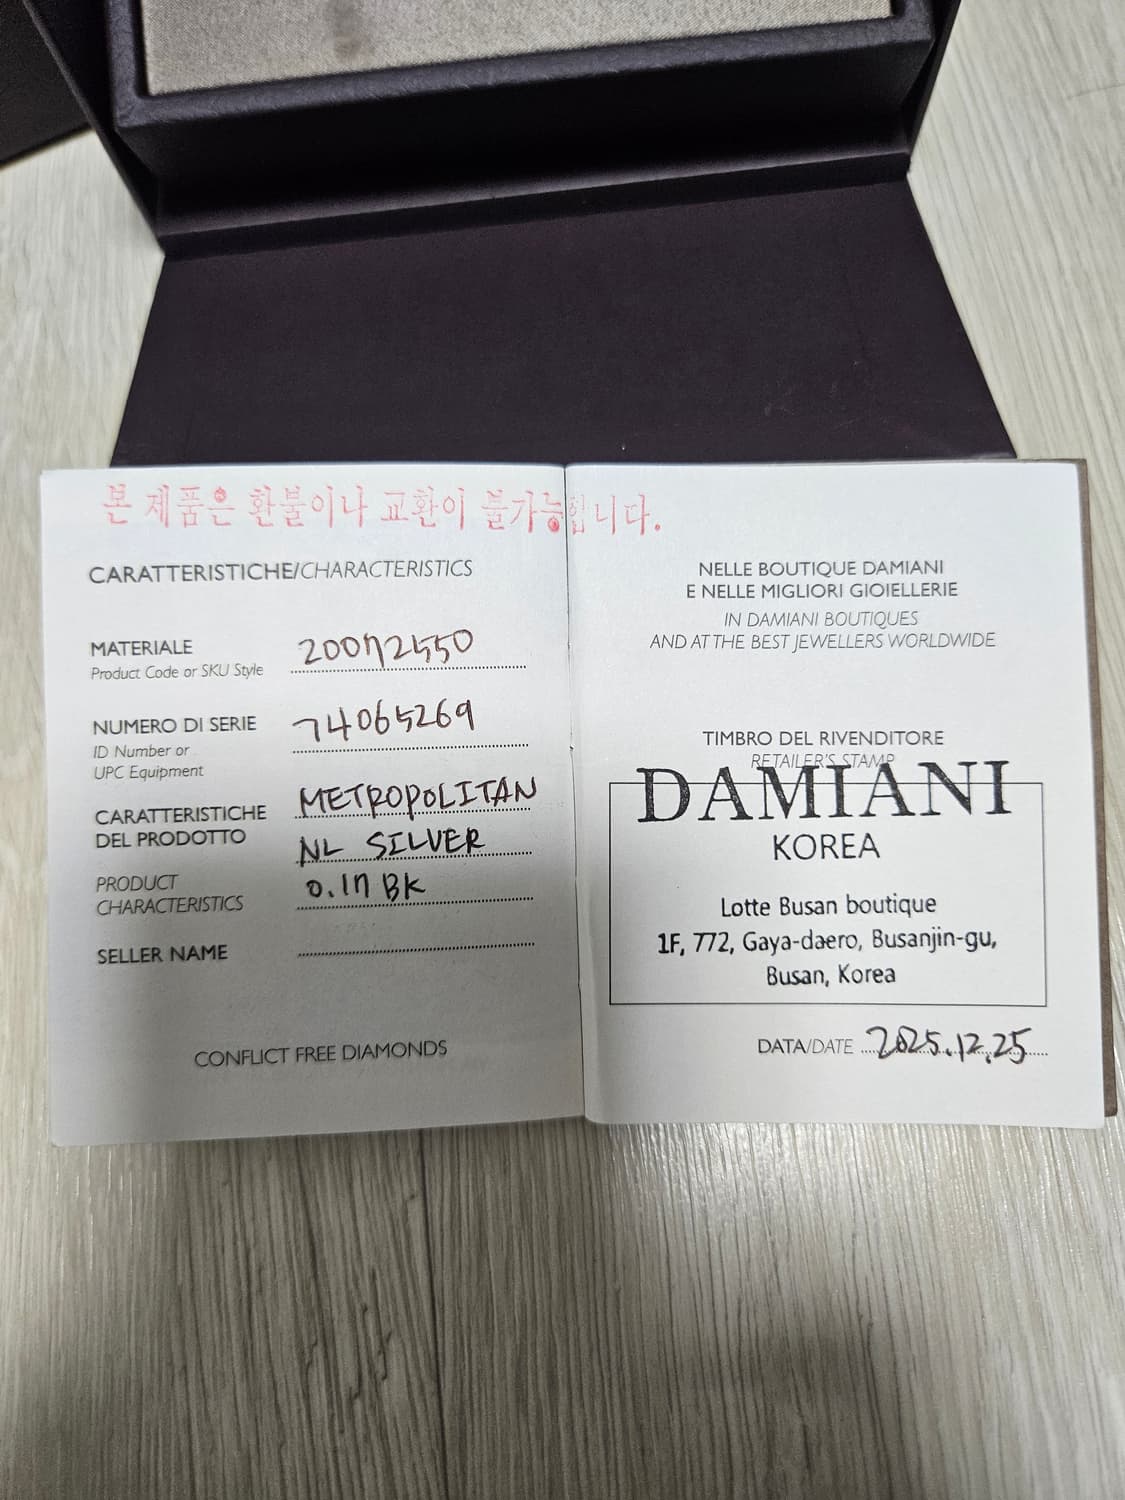 본 제품은 환불이나 교환이 불가능합니다.
CARATTERISTICHE/CHARACTERISTICS
MATERIALE
Product Code or SKU Style
20072550
NUMERO DI SERIE
ID Number or
UPC Equipment
74065269
CARATTERISTICHE
DEL PRODOTTO
PRODUCT
CHARACTERISTICS
METROPOLITAN
NL SILVER
0.17 BK
SELLER NAME
CONFLICT FREE DIAMONDS
NELLE BOUTIQUE DAMIANI
E NELLE MIGLIORI GIOIELLERIE
IN DAMIANI BOUTIQUES
AND AT THE BEST JEWELLERS WORLDWIDE
TIMBRO DEL RIVENDITORE
RETAILER'S STAMP
DAMIANI
KOREA
Lotte Busan boutique
1F, 772, Gaya-daero, Busanjin-gu,
Busan, Korea
DATA/DATE 2025.12.25